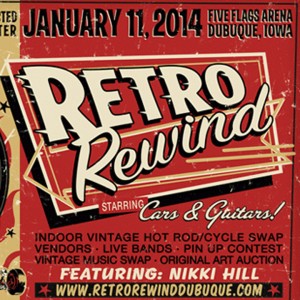 JANUARY 11, 2014
FIVE FLAGS ARENA
DUBUQUE, IOWA
RETRO
Rewind
STARRING Cars & Guitars!
INDOOR VINTAGE HOT ROD/CYCLE SWAP
VENDORS • LIVE BANDS • PIN UP CONTEST
VINTAGE MUSIC SWAP • ORIGINAL ART AUCTION
FEATURING: NIKKI HILL
WWW.RETROREWINDDUBUQUE.COM